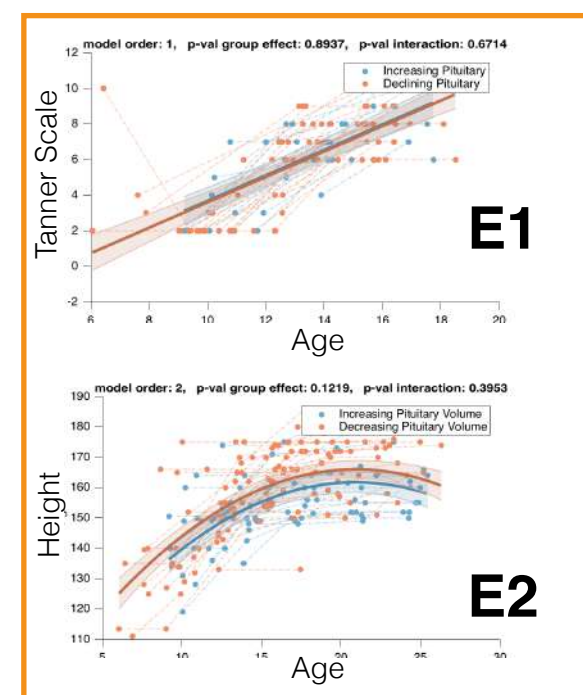 model order: 1, p-val group effect: 0.8937, p-val interaction: 0.6714
12
Increasing Pituitary
Declining Pituitary
10
8
6
4
2
0
-2
Tanner Scale
E1
6 8 10 12 14 16 18 20
Age
model order: 2, p-val group effect: 0.1219, p-val interaction: 0.3953
190
Increasing Pituitary Volume
Decreasing Pituitary Volume
180
170
160
150
140
130
120
110
Height
E2
5 10 15 20 25 30
Age